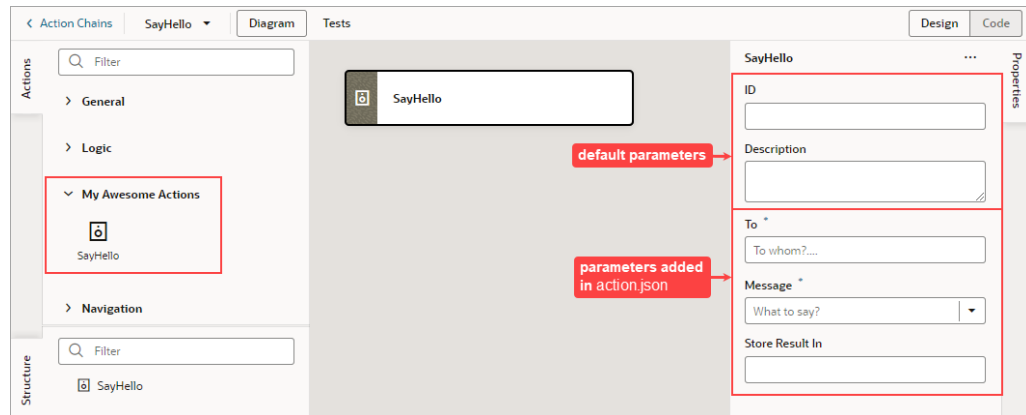 Action Chains
SayHello
Diagram
Tests
Design
Code
Actions
Filter
General
Logic
My Awesome Actions
SayHello
Navigation
Structure
Filter
SayHello
SayHello
default parameters
parameters added
in action.json
SayHello
...
Properties
ID
Description
To *
To whom?....
Message *
What to say?
Store Result In